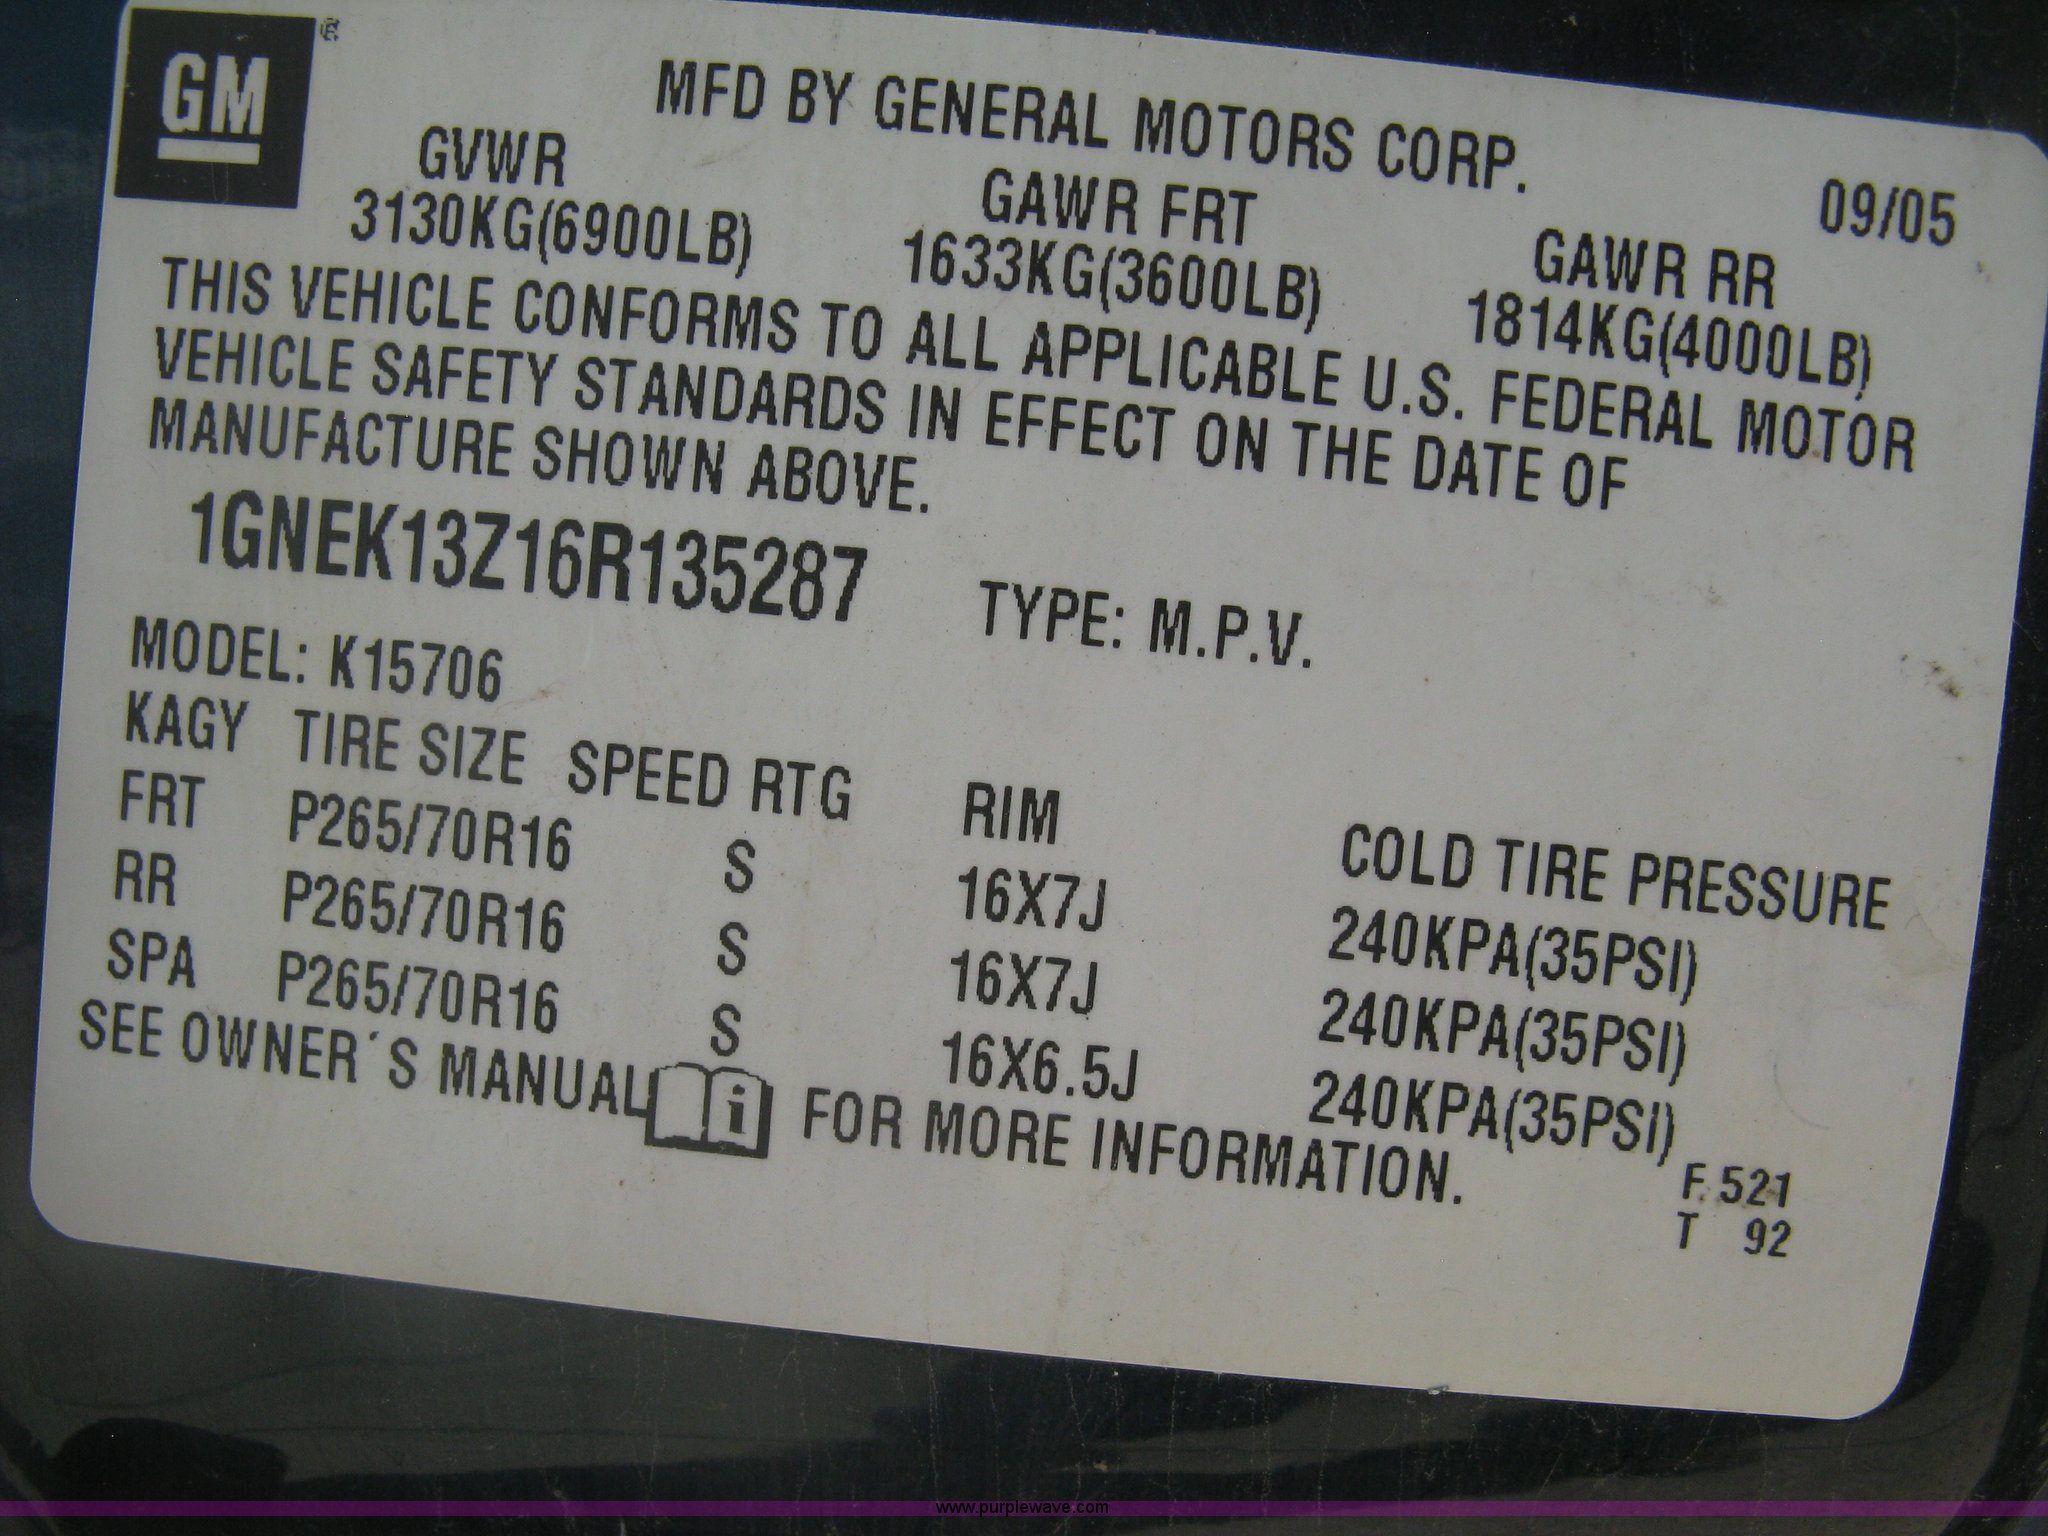 GM
MFD BY GENERAL MOTORS CORP.
09/05
GVWR GAWR FRT GAWR RR
3130KG(6900LB) 1633KG(3600LB) 1814KG(4000LB)
THIS VEHICLE CONFORMS TO ALL APPLICABLE U.S. FEDERAL MOTOR
VEHICLE SAFETY STANDARDS IN EFFECT ON THE DATE OF
MANUFACTURE SHOWN ABOVE.
1GNEK13Z16R135287 TYPE: M.P.V.
MODEL: K15706
KAGY TIRE SIZE SPEED RTG RIM COLD TIRE PRESSURE
FRT P265/70R16 S 16X7J 240KPA(35PSI)
RR P265/70R16 S 16X7J 240KPA(35PSI)
SPA P265/70R16 S 16X6.5J 240KPA(35PSI)
SEE OWNER´S MANUAL i FOR MORE INFORMATION.
F 521
T 92
www.purplewave.com